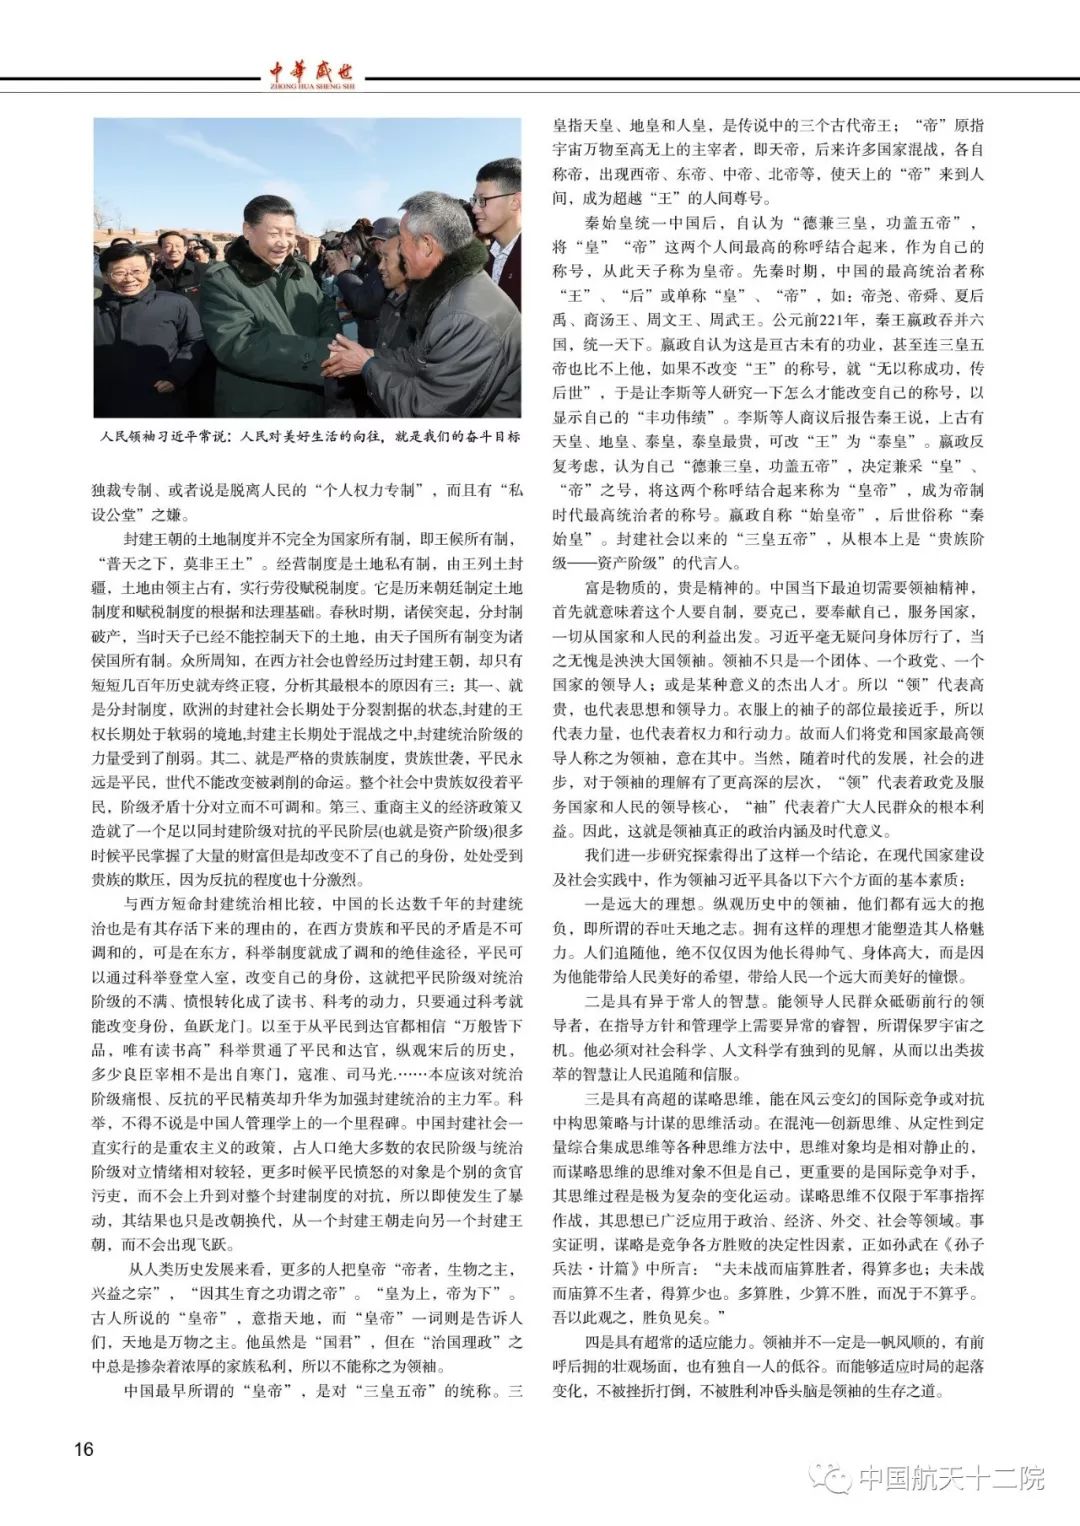 中華盛世
ZHONG HUA SHENG SHI
人民领袖习近平常说：人民对美好生活的向往，就是我们的奋斗目标
独裁专制、或者说是脱离人民的“个人权力专制”，而且有“私
设公堂”之嫌。
封建王朝的土地制度并不完全为国家所有制，即王候所有制，
“普天之下，莫非王土”。经营制度是土地私有制，由王列土封
疆，土地由领主占有，实行劳役赋税制度。它是历来朝廷制定土地
制度和赋税制度的根据和法理基础。春秋时期，诸侯突起，分封制
破产，当时天子已经不能控制天下的土地，由天子国所有制变为诸
侯国所有制。众所周知，在西方社会也曾经历过封建王朝，却只有
短短几百年历史就寿终正寝，分析其最根本的原因有三：其一、就
是分封制度，欧洲的封建社会长期处于分裂割据的状态,封建的王
权长期处于软弱的境地,封建主长期处于混战之中,封建统治阶级的
力量受到了削弱。其二、就是严格的贵族制度，贵族世袭，平民永
远是平民，世代不能改变被剥削的命运。整个社会中贵族奴役着平
民，阶级矛盾十分对立而不可调和。第三、重商主义的经济政策又
造就了一个足以同封建阶级对抗的平民阶层(也就是资产阶级)很多
时候平民掌握了大量的财富但是却改变不了自己的身份，处处受到
贵族的欺压，因为反抗的程度也十分激烈。
与西方短命封建统治相比较，中国的长达数千年的封建统
治也是有其存活下来的理由的，在西方贵族和平民的矛盾是不可
调和的，可是在东方，科举制度就成了调和的绝佳途径，平民可
以通过科举登堂入室，改变自己的身份，这就把平民阶级对统治
阶级的不满、愤恨转化成了读书、科考的动力，只要通过科考就
能改变身份，鱼跃龙门。以至于从平民到达官都相信“万般皆下
品，唯有读书高”科举贯通了平民和达官，纵观宋后的历史，
多少良臣宰相不是出自寒门，寇准、司马光.……本应该对统治
阶级痛恨、反抗的平民精英却升华为加强封建统治的主力军。科
举，不得不说是中国人管理学上的一个里程碑。中国封建社会一
直实行的是重农主义的政策，占人口绝大多数的农民阶级与统治
阶级对立情绪相对较轻，更多时候平民愤怒的对象是个别的贪官
污吏，而不会上升到对整个封建制度的对抗，所以即使发生了暴
动，其结果也只是改朝换代，从一个封建王朝走向另一个封建王
朝，而不会出现飞跃。
从人类历史发展来看，更多的人把皇帝“帝者，生物之主，
兴益之宗”，“因其生育之功谓之帝”。“皇为上，帝为下”。
古人所说的“皇帝”，意指天地，而“皇帝”一词则是告诉人
们，天地是万物之主。他虽然是“国君”，但在“治国理政”之
中总是掺杂着浓厚的家族私利，所以不能称之为领袖。
中国最早所谓的“皇帝”，是对“三皇五帝”的统称。三
皇指天皇、地皇和人皇，是传说中的三个古代帝王；“帝”原指
宇宙万物至高无上的主宰者，即天帝，后来许多国家混战，各自
称帝，出现西帝、东帝、中帝、北帝等，使天上的“帝”来到人
间，成为超越“王”的人间尊号。
秦始皇统一中国后，自认为“德兼三皇，功盖五帝”，
将“皇”“帝”这两个人间最高的称呼结合起来，作为自己的
称号，从此天子称为皇帝。先秦时期，中国的最高统治者称
“王”、“后”或单称“皇”、“帝”，如：帝尧、帝舜、夏后
禹、商汤王、周文王、周武王。公元前221年，秦王嬴政吞并六
国，统一天下。嬴政自认为这是亘古未有的功业，甚至连三皇五
帝也比不上他，如果不改变“王”的称号，就“无以称成功，传
后世”，于是让李斯等人研究一下怎么才能改变自己的称号，以
显示自己的“丰功伟绩”。李斯等人商议后报告秦王说，上古有
天皇、地皇、泰皇，泰皇最贵，可改“王”为“泰皇”。嬴政反
复考虑，认为自己“德兼三皇，功盖五帝”，决定兼采“皇”、
“帝”之号，将这两个称呼结合起来称为“皇帝”，成为帝制
时代最高统治者的称号。嬴政自称“始皇帝”，后世俗称“秦
始皇”。封建社会以来的“三皇五帝”，从根本上是“贵族阶
级——资产阶级”的代言人。
富是物质的，贵是精神的。中国当下最迫切需要领袖精神，
首先就意味着这个人要自制，要克己，要奉献自己，服务国家，
一切从国家和人民的利益出发。习近平毫无疑问身体厉行了，当
之无愧是泱泱大国领袖。领袖不只是一个团体、一个政党、一个
国家的领导人；或是某种意义的杰出人才。所以“领”代表高
贵，也代表思想和领导力。衣服上的袖子的部位最接近手，所以
代表力量，也代表着权力和行动力。故而人们将党和国家最高领
导人称之为领袖，意在其中。当然，随着时代的发展，社会的进
步，对于领袖的理解有了更高深的层次，“领”代表着政党及服
务国家和人民的领导核心，“袖”代表着广大人民群众的根本利
益。因此，这就是领袖真正的政治内涵及时代意义。
我们进一步研究探索得出了这样一个结论，在现代国家建设
及社会实践中，作为领袖习近平具备以下六个方面的基本素质：
一是远大的理想。纵观历史中的领袖，他们都有远大的抱
负，即所谓的吞吐天地之志。拥有这样的理想才能塑造其人格魅
力。人们追随他，绝不仅仅因为他长得帅气、身体高大，而是因
为他能带给人民美好的希望，带给人民一个远大而美好的憧憬。
二是具有异于常人的智慧。能领导人民群众砥砺前行的领
导者，在指导方针和管理学上需要异常的睿智，所谓保罗宇宙之
机。他必须对社会科学、人文科学有独到的见解，从而以出类拔
萃的智慧让人民追随和信服。
三是具有高超的谋略思维，能在风云变幻的国际竞争或对抗
中构思策略与计谋的思维活动。在混沌—创新思维、从定性到定
量综合集成思维等各种思维方法中，思维对象均是相对静止的，
而谋略思维的思维对象不但是自己，更重要的是国际竞争对手，
其思维过程是极为复杂的变化运动。谋略思维不仅限于军事指挥
作战，其思想已广泛应用于政治、经济、外交、社会等领域。事
实证明，谋略是竞争各方胜败的决定性因素，正如孙武在《孙子
兵法·计篇》中所言：“夫未战而庙算胜者，得算多也；夫未战
而庙算不生者，得算少也。多算胜，少算不胜，而况于不算乎。
吾以此观之，胜负见矣。”
四是具有超常的适应能力。领袖并不一定是一帆风顺的，有前
呼后拥的壮观场面，也有独自一人的低谷。而能够适应时局的起落
变化，不被挫折打倒，不被胜利冲昏头脑是领袖的生存之道。
16
中国航天十二院